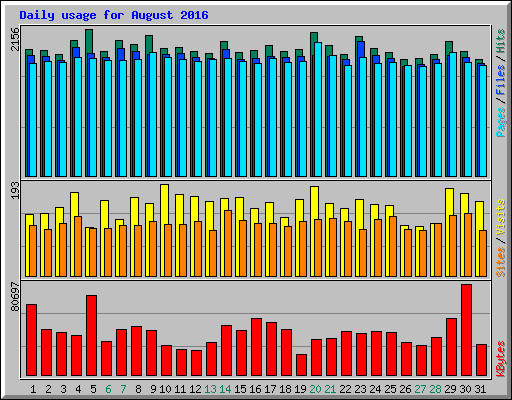 Daily usage for August 2016
2156
Pages / Files / Hits
193
Sites / Visits
80697
KBytes
1 2 3 4 5 6 7 8 9 10 11 12 13 14 15 16 17 18 19 20 21 22 23 24 25 26 27 28 29 30 31